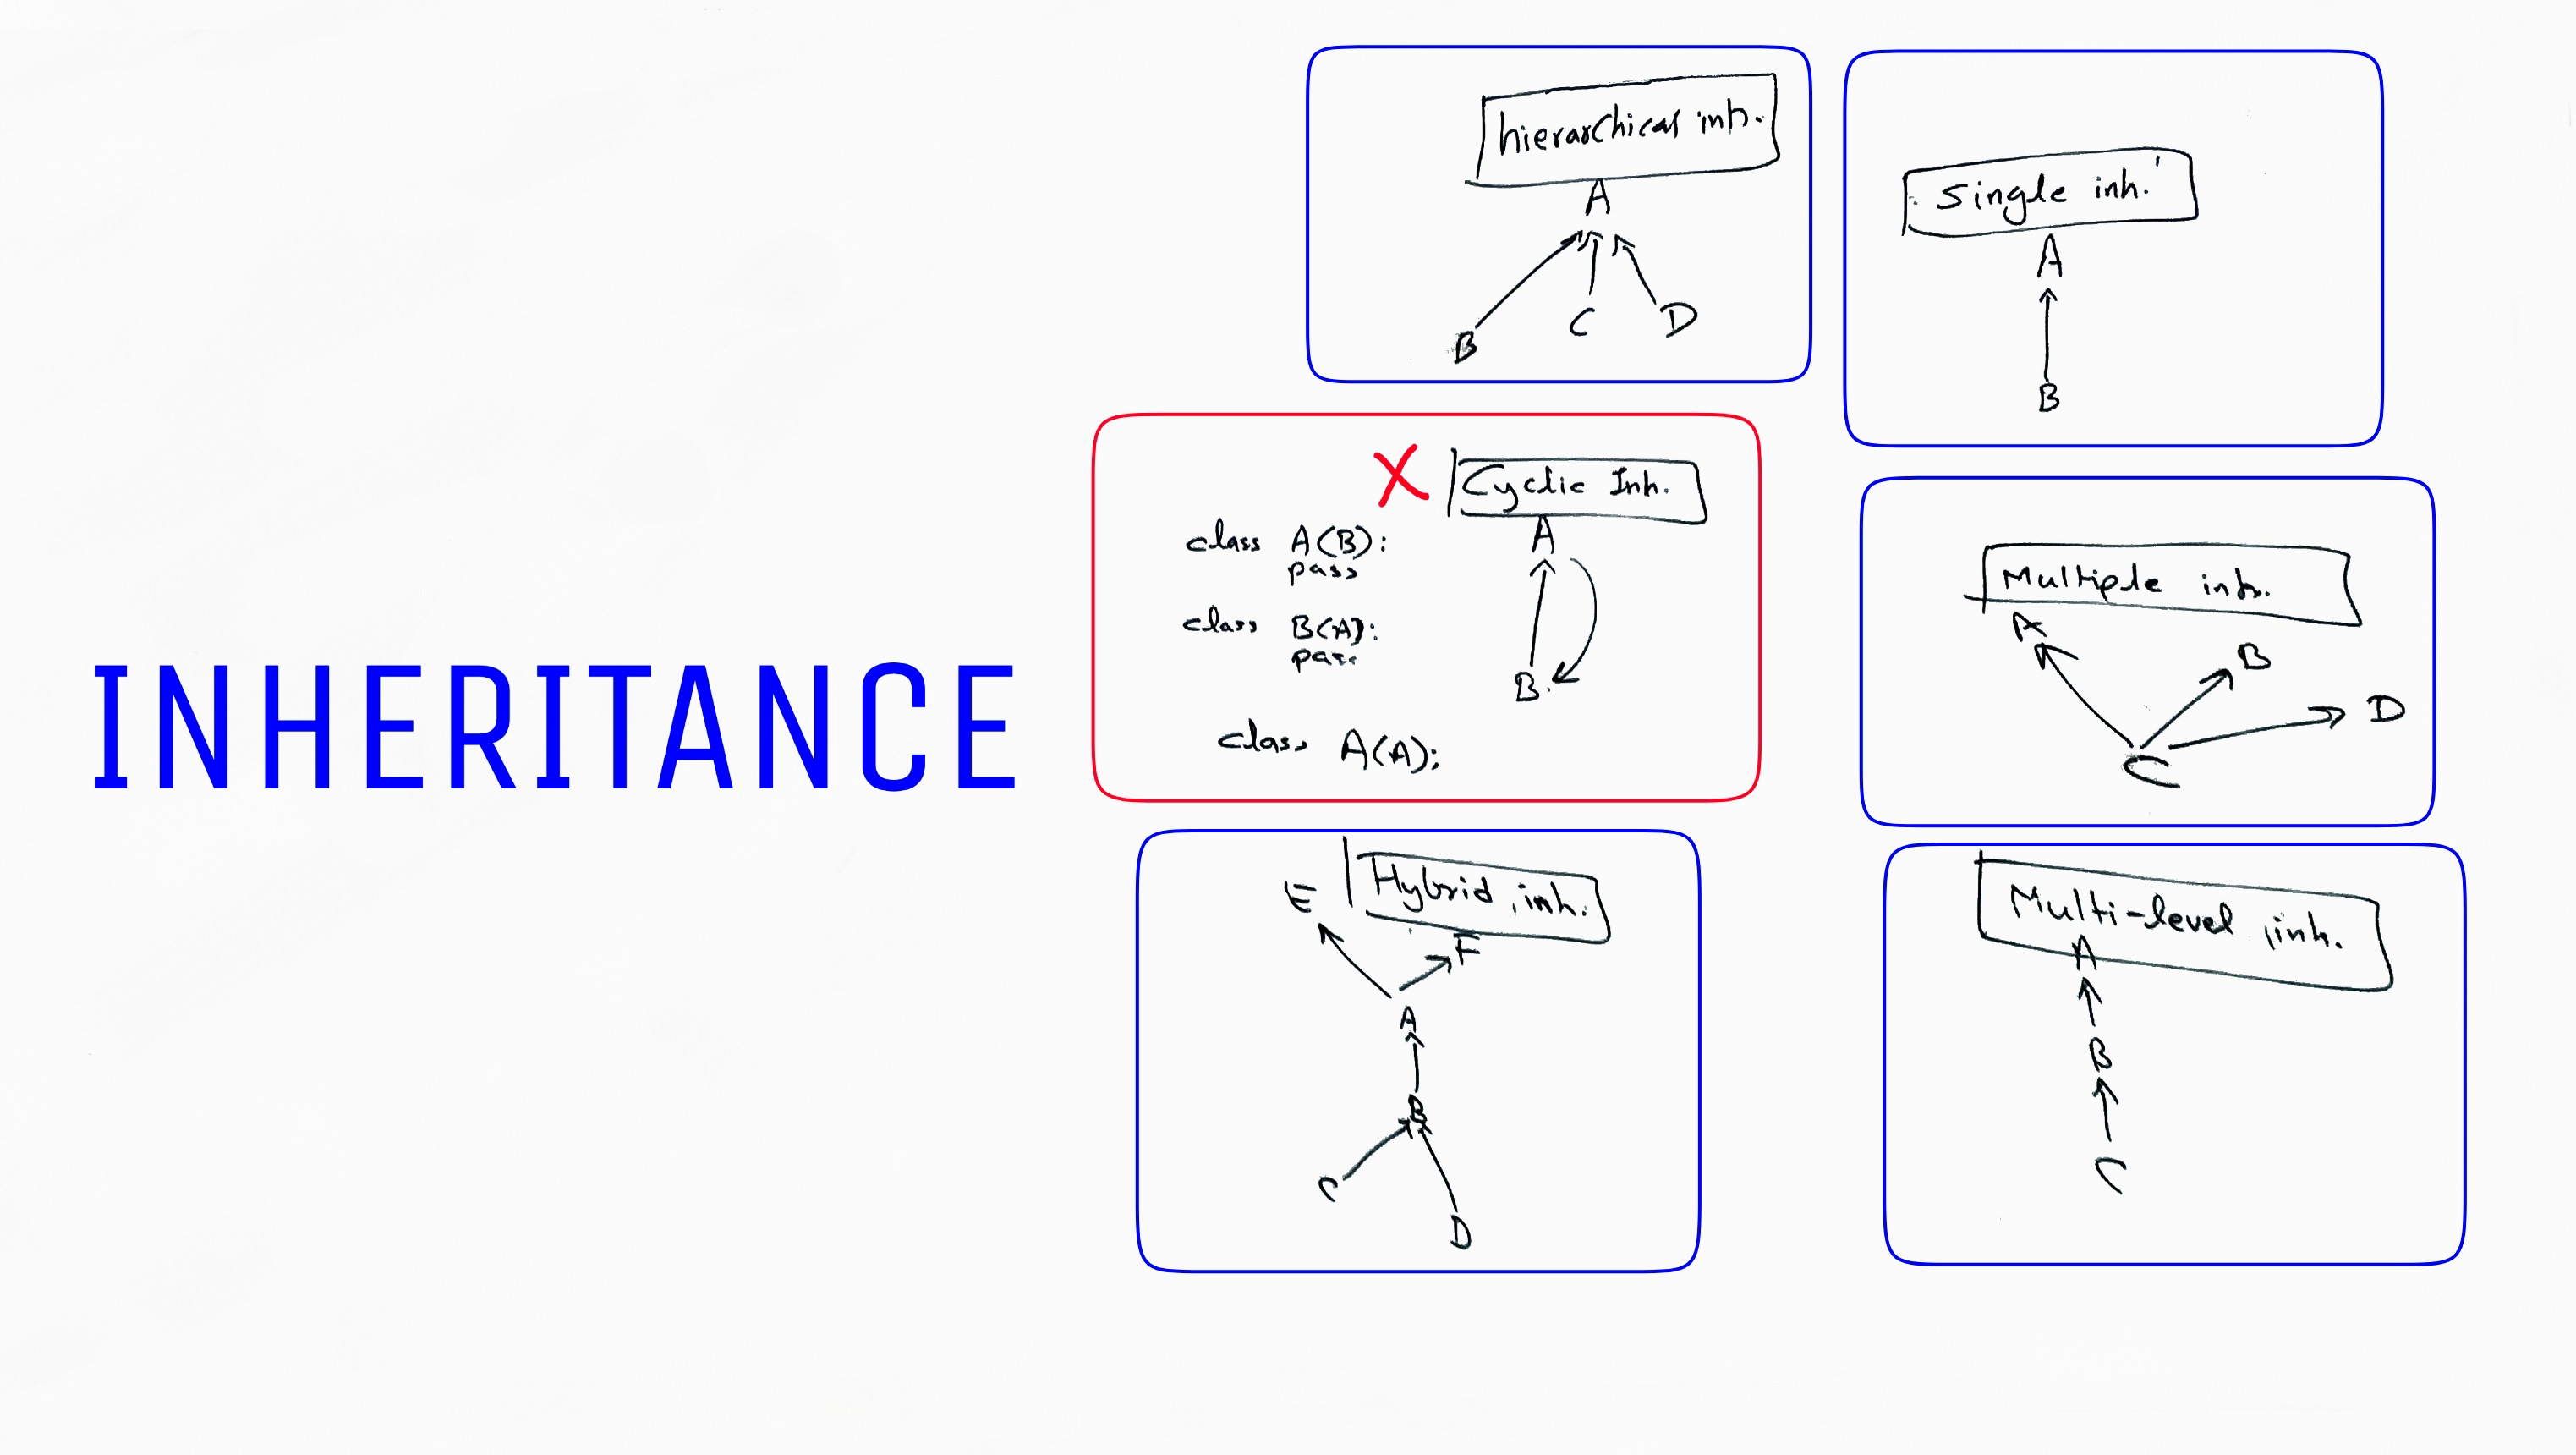 INHERITANCE
hierarchical inh.
A
B
C
D
Single inh.
A
B
X
Cyclic Inh.
class A(B):
pass
class B(A):
pass
class A(A):
A
B
Multiple inh.
A
B
D
C
Hybrid inh.
E
F
A
B
C
D
Multi-level inh.
A
B
C